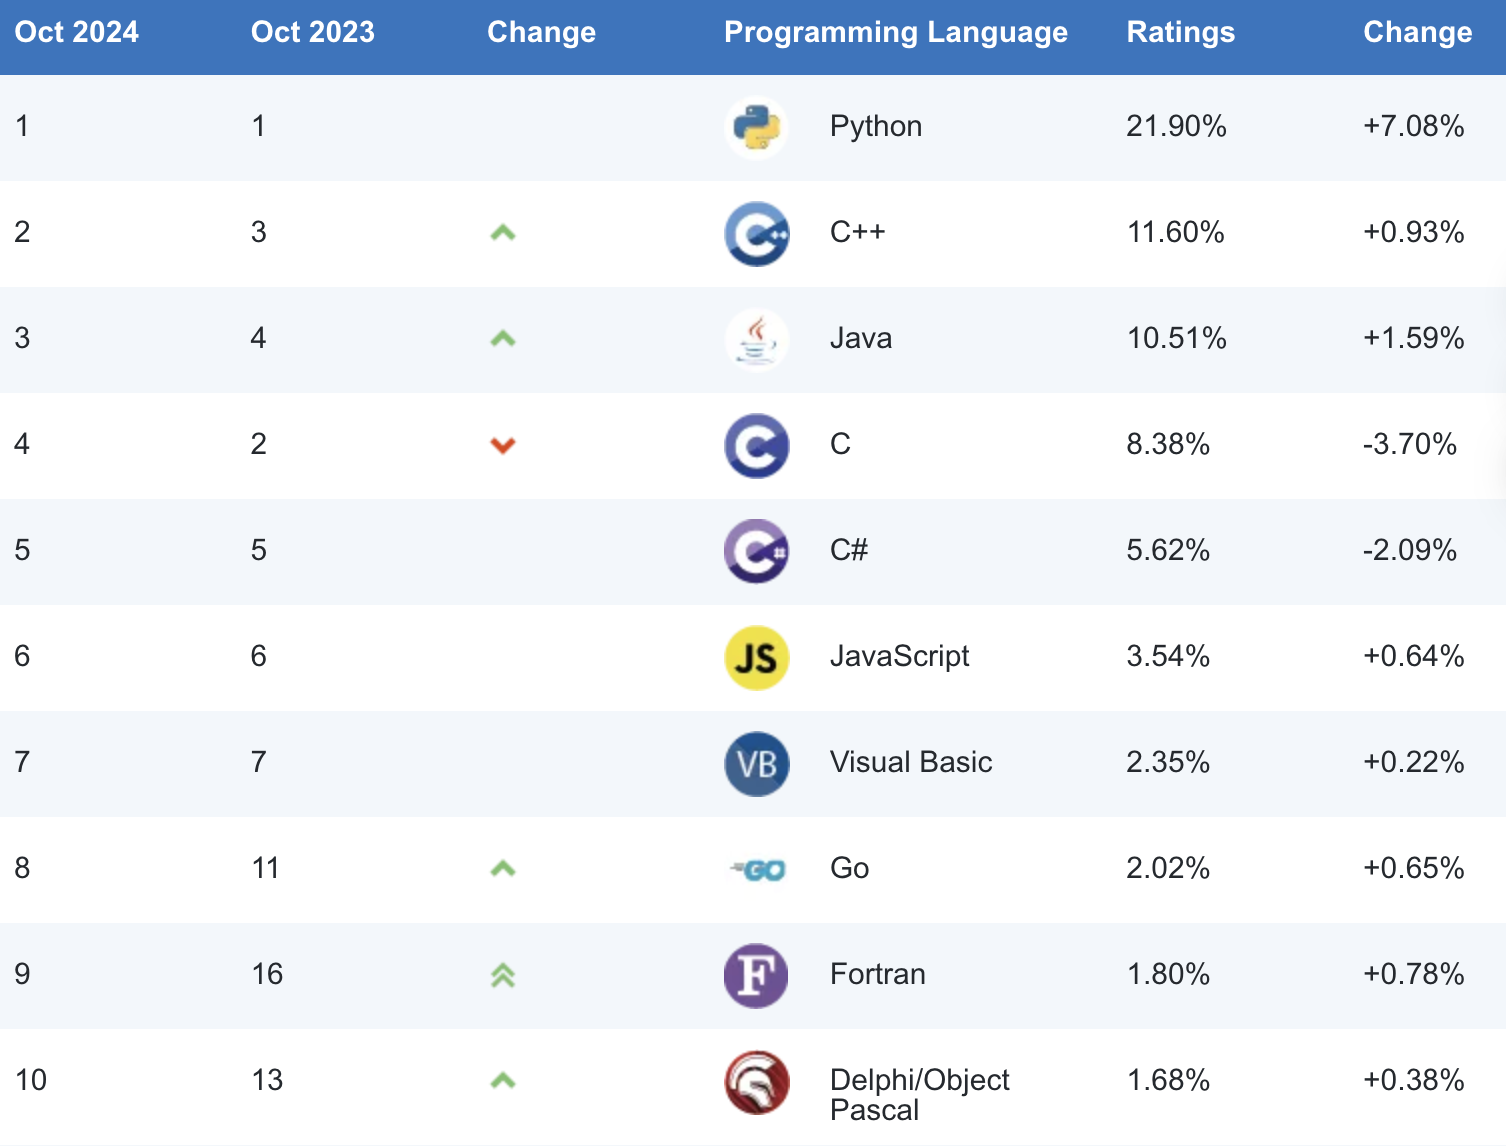 Oct 2024 Oct 2023 Change Programming Language Ratings Change
1 1 Python 21.90% +7.08%
2 3 C++ 11.60% +0.93%
3 4 Java 10.51% +1.59%
4 2 C 8.38% -3.70%
5 5 C# 5.62% -2.09%
6 6 JS JavaScript 3.54% +0.64%
7 7 VB Visual Basic 2.35% +0.22%
8 11 GO Go 2.02% +0.65%
9 16 F Fortran 1.80% +0.78%
10 13 Delphi/Object 1.68% +0.38%
Pascal